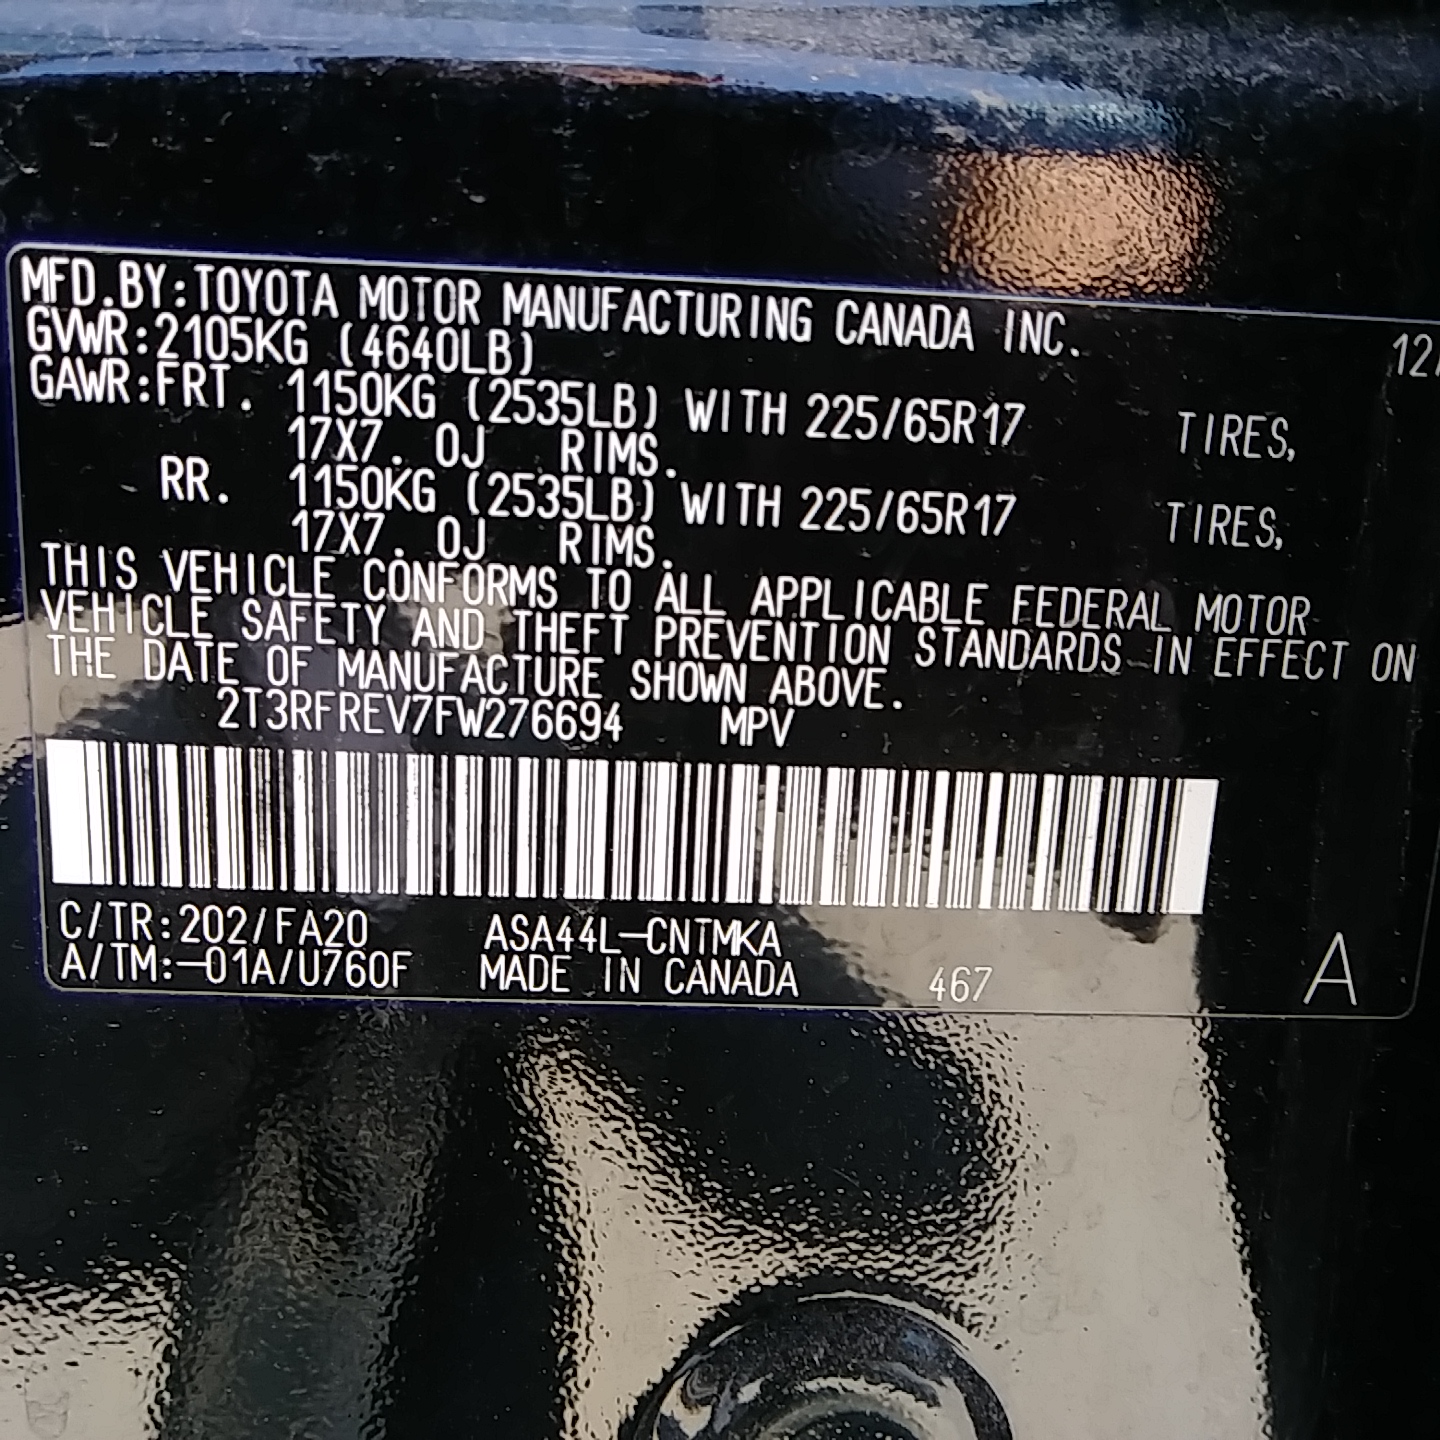 MFD.BY:TOYOTA MOTOR MANUFACTURING CANADA INC. 12/
GVWR:2105KG (4640LB)
GAWR:FRT. 1150KG (2535LB) WITH 225/65R17 TIRES,
17X7. 0J RIMS.
RR. 1150KG (2535LB) WITH 225/65R17 TIRES,
17X7. 0J RIMS.
THIS VEHICLE CONFORMS TO ALL APPLICABLE FEDERAL MOTOR
VEHICLE SAFETY AND THEFT PREVENTION STANDARDS IN EFFECT ON
THE DATE OF MANUFACTURE SHOWN ABOVE.
2T3RFREV7FW276694 MPV
C/TR:202/FA20 ASA44L-CNTMKA
A/TM:-01A/U760F MADE IN CANADA 467 A